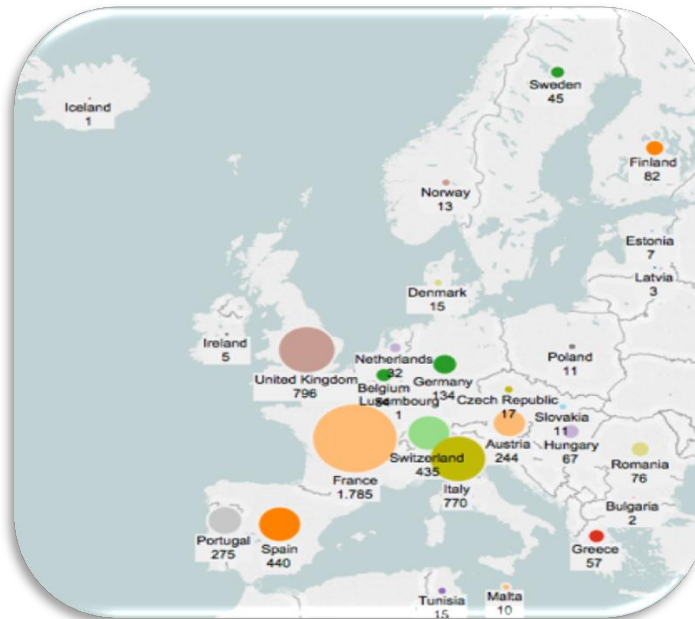 Sweden
45
Iceland
1
Finland
82
Norway
13
Estonia
7
Latvia
3
Denmark
15
Ireland
5
United Kingdom
796
Netherlands
32
Poland
11
Germany
134
Belgium
Luxembourg
1
Czech Republic
17
Slovakia
11
Switzerland
435
Austria
244
Hungary
67
Romania
76
France
1.785
Italy
770
Bulgaria
2
Portugal
275
Spain
440
Greece
57
Tunisia
15
Malta
10